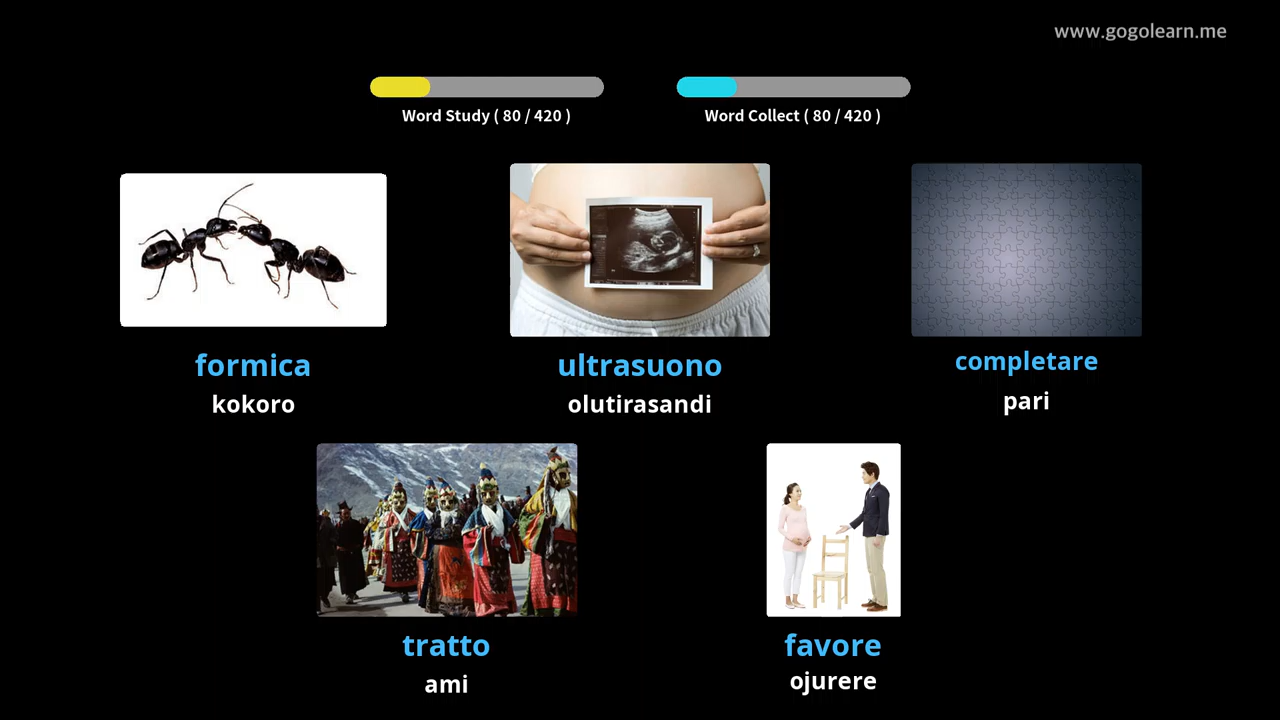 www.gogolearn.me
Word Study ( 80 / 420 )
Word Collect ( 80 / 420 )
formica
kokoro
ultrasuono
olutirasandi
completare
pari
tratto
ami
favore
ojurere